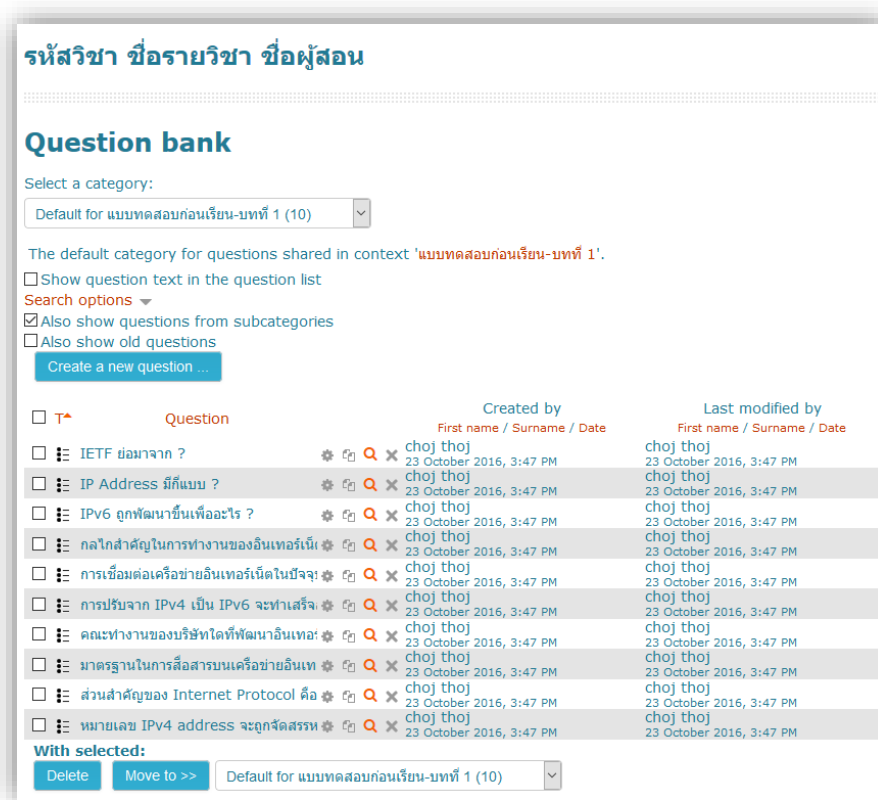 รหัสวิชา ชื่อรายวิชา ชื่อผู้สอน
Question bank
Select a category:
Default for แบบทดสอบก่อนเรียน-บทที่ 1 (10)
The default category for questions shared in context 'แบบทดสอบก่อนเรียน-บทที่ 1'.
Show question text in the question list
Search options
Also show questions from subcategories
Also show old questions
Create a new question ...
T Question Created by Last modified by
First name / Surname / Date First name / Surname / Date
IETF ย่อมาจาก ? choj thoj choj thoj
23 October 2016, 3:47 PM 23 October 2016, 3:47 PM
IP Address มีกี่แบบ ? choj thoj choj thoj
23 October 2016, 3:47 PM 23 October 2016, 3:47 PM
IPv6 ถูกพัฒนาขึ้นเพื่ออะไร ? choj thoj choj thoj
23 October 2016, 3:47 PM 23 October 2016, 3:47 PM
กลไกสำคัญในการทำงานของอินเทอร์เน็ choj thoj choj thoj
23 October 2016, 3:47 PM 23 October 2016, 3:47 PM
การเชื่อมต่อเครือข่ายอินเทอร์เน็ตในปัจจุ choj thoj choj thoj
23 October 2016, 3:47 PM 23 October 2016, 3:47 PM
การปรับจาก IPv4 เป็น IPv6 จะทำเสร็จ choj thoj choj thoj
23 October 2016, 3:47 PM 23 October 2016, 3:47 PM
คณะทำงานของบริษัทใดที่พัฒนาอินเทอร choj thoj choj thoj
23 October 2016, 3:47 PM 23 October 2016, 3:47 PM
มาตรฐานในการสื่อสารบนเครือข่ายอินเท choj thoj choj thoj
23 October 2016, 3:47 PM 23 October 2016, 3:47 PM
ส่วนสำคัญของ Internet Protocol คือ choj thoj choj thoj
23 October 2016, 3:47 PM 23 October 2016, 3:47 PM
หมายเลข IPv4 address จะถูกจัดสรรห choj thoj choj thoj
23 October 2016, 3:47 PM 23 October 2016, 3:47 PM
With selected:
Delete Move to >> Default for แบบทดสอบก่อนเรียน-บทที่ 1 (10)